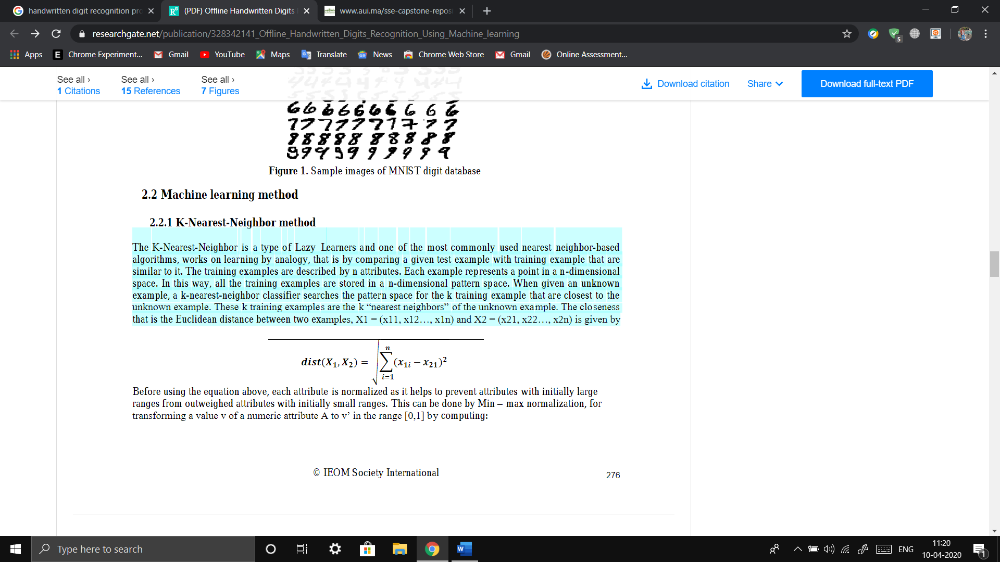 handwritten digit recognition pro
(PDF) Offline Handwritten Digits
www.aui.ma/sse-capstone-reposi
researchgate.net/publication/328342141_Offline_Handwritten_Digits_Recognition_Using_Machine_learning
5
Apps
Chrome Experiment...
Gmail
YouTube
Maps
Translate
News
Chrome Web Store
Gmail
Online Assessment...
See all ›
1 Citations
See all ›
15 References
See all ›
7 Figures
Download citation
Share
Download full-text PDF
6 6 6 6 6 6 6 6 6 6
7 7 7 7 7 7 7 7 7 7
8 8 8 8 8 8 8 8 8 8
9 9 9 9 9 9 9 9 9 9
Figure 1. Sample images of MNIST digit database
2.2 Machine learning method
2.2.1 K-Nearest-Neighbor method
The K-Nearest-Neighbor is a type of Lazy Learners and one of the most commonly used nearest neighbor-based
algorithms, works on learning by analogy, that is by comparing a given test example with training example that are
similar to it. The training examples are described by n attributes. Each example represents a point in a n-dimensional
space. In this way, all the training examples are stored in a n-dimensional pattern space. When given an unknown
example, a k-nearest-neighbor classifier searches the pattern space for the k training example that are closest to the
unknown example. These k training examples are the k “nearest neighbors” of the unknown example. The closeness
that is the Euclidean distance between two examples, X1 = (x11, x12…, x1n) and X2 = (x21, x22…, x2n) is given by
dist(X₁, X₂) = √∑ⁿᵢ₌₁(x₁ᵢ − x₂₁)²
Before using the equation above, each attribute is normalized as it helps to prevent attributes with initially large
ranges from outweighed attributes with initially small ranges. This can be done by Min – max normalization, for
transforming a value v of a numeric attribute A to v’ in the range [0,1] by computing:
© IEOM Society International
276
Type here to search
ENG
11:20
10-04-2020
1